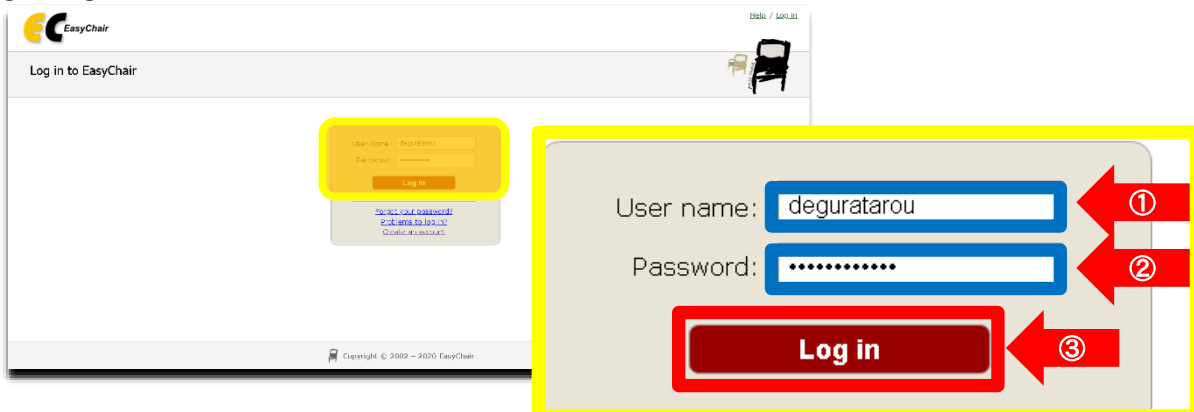 EasyChair
Help / Log in
Log in to EasyChair
User name: deguratarou
Password: ••••••••••••
Log in
Forgot your password?
Problems to log in?
Create an account
Copyright © 2002 – 2020 EasyChair
User name: deguratarou ①
Password: •••••••••••• ②
Log in ③